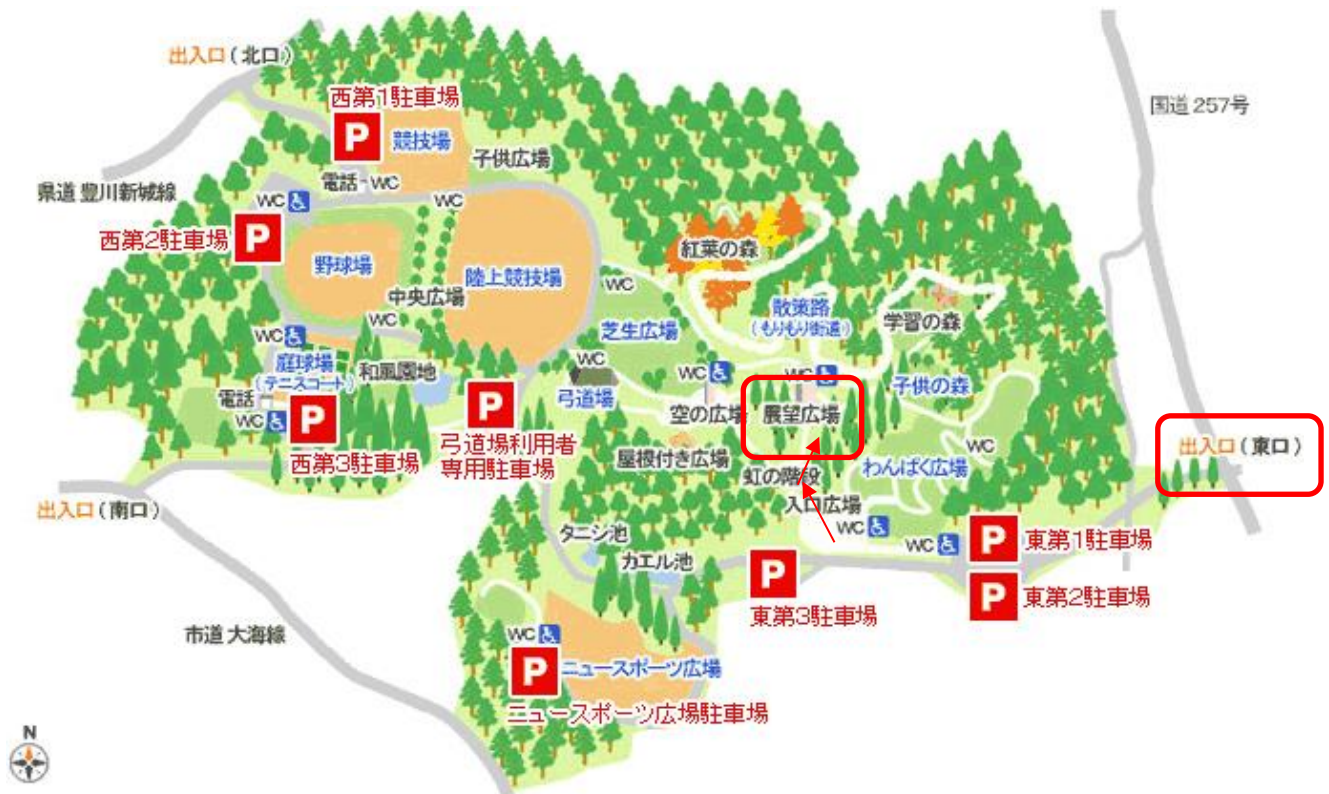 出入口(北口)
西第1駐車場
P
競技場
子供広場
国道257号
電話
WC
県道 豊川新城線
WC
WC
西第2駐車場
P
野球場
陸上競技場
中央広場
WC
紅葉の森
WC
散策路
(もりもり街道)
学習の森
芝生広場
WC
庭球場
(テニスコート)
和風園地
WC
弓道場
WC
WC
子供の森
電話
WC
P
西第3駐車場
P
弓道場利用者
専用駐車場
空の広場
展望広場
屋根付き広場
虹の階段
わんぱく広場
WC
出入口(東口)
入口広場
出入口(南口)
WC
WC
P
東第1駐車場
タニシ池
カエル池
P
東第3駐車場
P
東第2駐車場
市道 大海線
WC
P
ニュースポーツ広場
ニュースポーツ広場駐車場
N